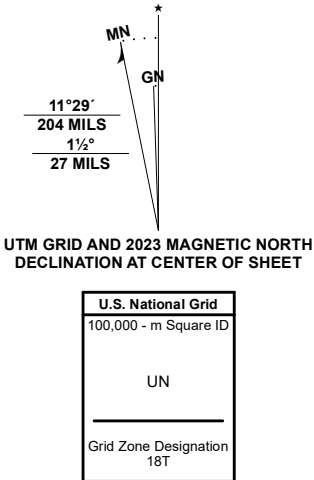 MN
GN
11°29´
204 MILS
1½°
27 MILS
UTM GRID AND 2023 MAGNETIC NORTH
DECLINATION AT CENTER OF SHEET
U.S. National Grid
100,000 - m Square ID
UN
Grid Zone Designation
18T